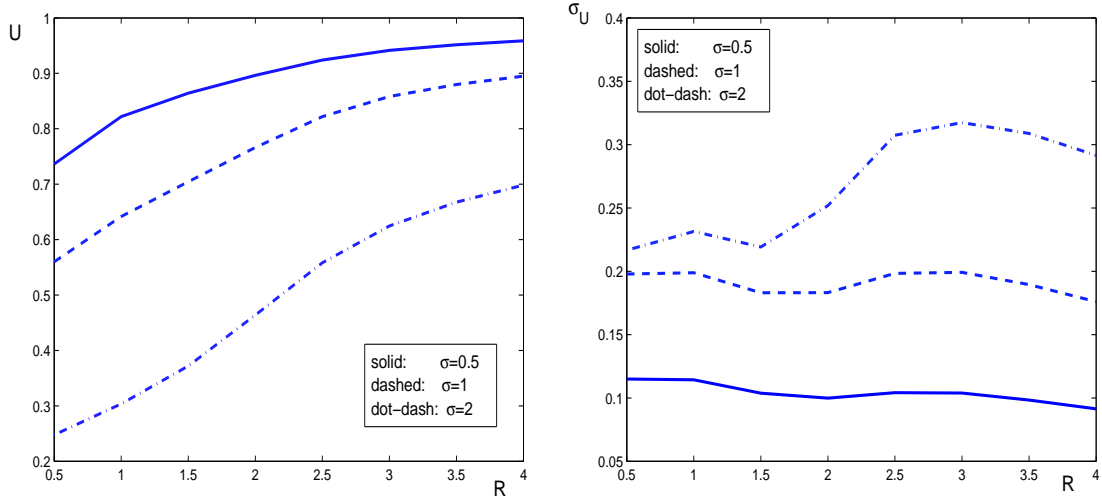 U
1
0.9
0.8
0.7
0.6
0.5
0.4
0.3
0.2
0.5 1 1.5 2 2.5 3 3.5 4
R
solid: σ=0.5
dashed: σ=1
dot-dash: σ=2
σU
0.4
0.35
0.3
0.25
0.2
0.15
0.1
0.05
0.5 1 1.5 2 2.5 3 3.5 4
R
solid: σ=0.5
dashed: σ=1
dot-dash: σ=2